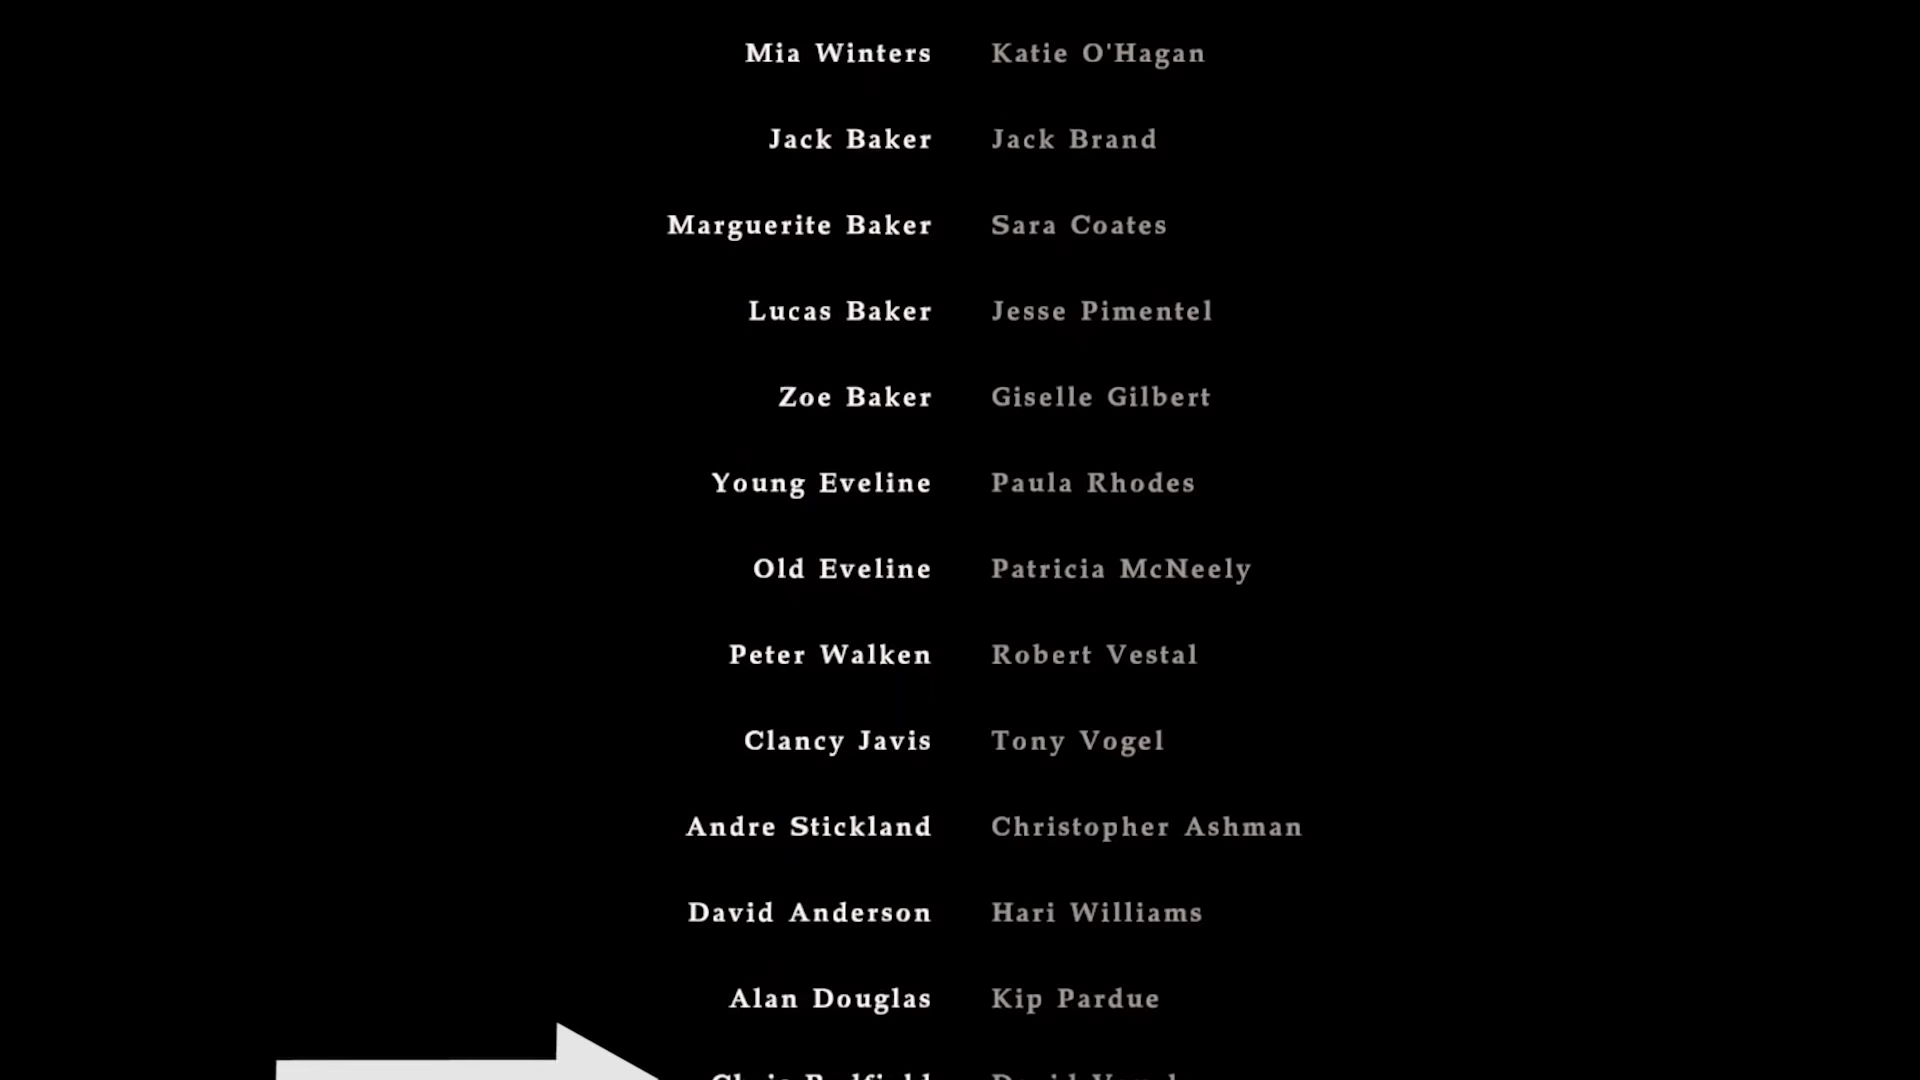 Mia Winters Katie O'Hagan
Jack Baker Jack Brand
Marguerite Baker Sara Coates
Lucas Baker Jesse Pimentel
Zoe Baker Giselle Gilbert
Young Eveline Paula Rhodes
Old Eveline Patricia McNeely
Peter Walken Robert Vestal
Clancy Javis Tony Vogel
Andre Stickland Christopher Ashman
David Anderson Hari Williams
Alan Douglas Kip Pardue